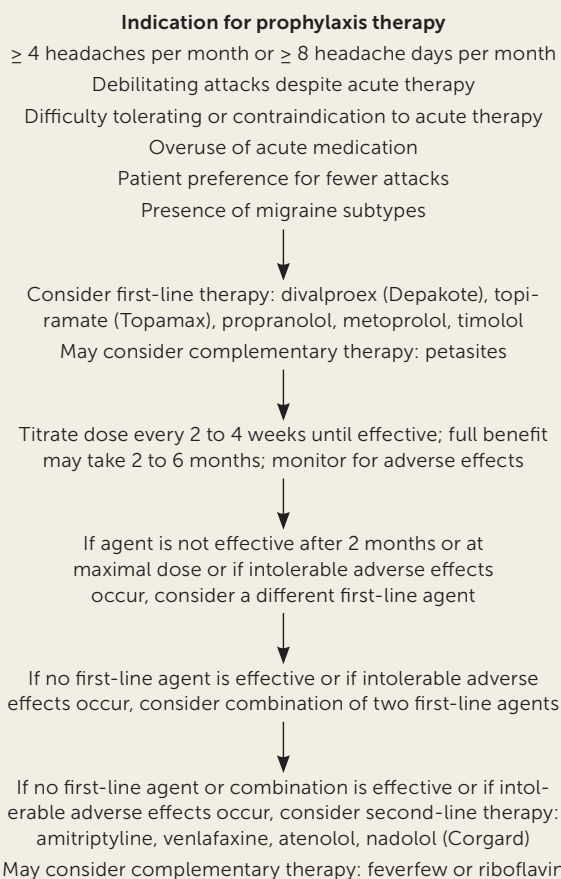 Indication for prophylaxis therapy
≥ 4 headaches per month or ≥ 8 headache days per month
Debilitating attacks despite acute therapy
Difficulty tolerating or contraindication to acute therapy
Overuse of acute medication
Patient preference for fewer attacks
Presence of migraine subtypes
Consider first-line therapy: divalproex (Depakote), topi-
ramate (Topamax), propranolol, metoprolol, timolol
May consider complementary therapy: petasites
Titrate dose every 2 to 4 weeks until effective; full benefit
may take 2 to 6 months; monitor for adverse effects
If agent is not effective after 2 months or at
maximal dose or if intolerable adverse effects
occur, consider a different first-line agent
If no first-line agent is effective or if intolerable adverse
effects occur, consider combination of two first-line agents
If no first-line agent or combination is effective or if intol-
erable adverse effects occur, consider second-line therapy:
amitriptyline, venlafaxine, atenolol, nadolol (Corgard)
May consider complementary therapy: feverfew or riboflavin